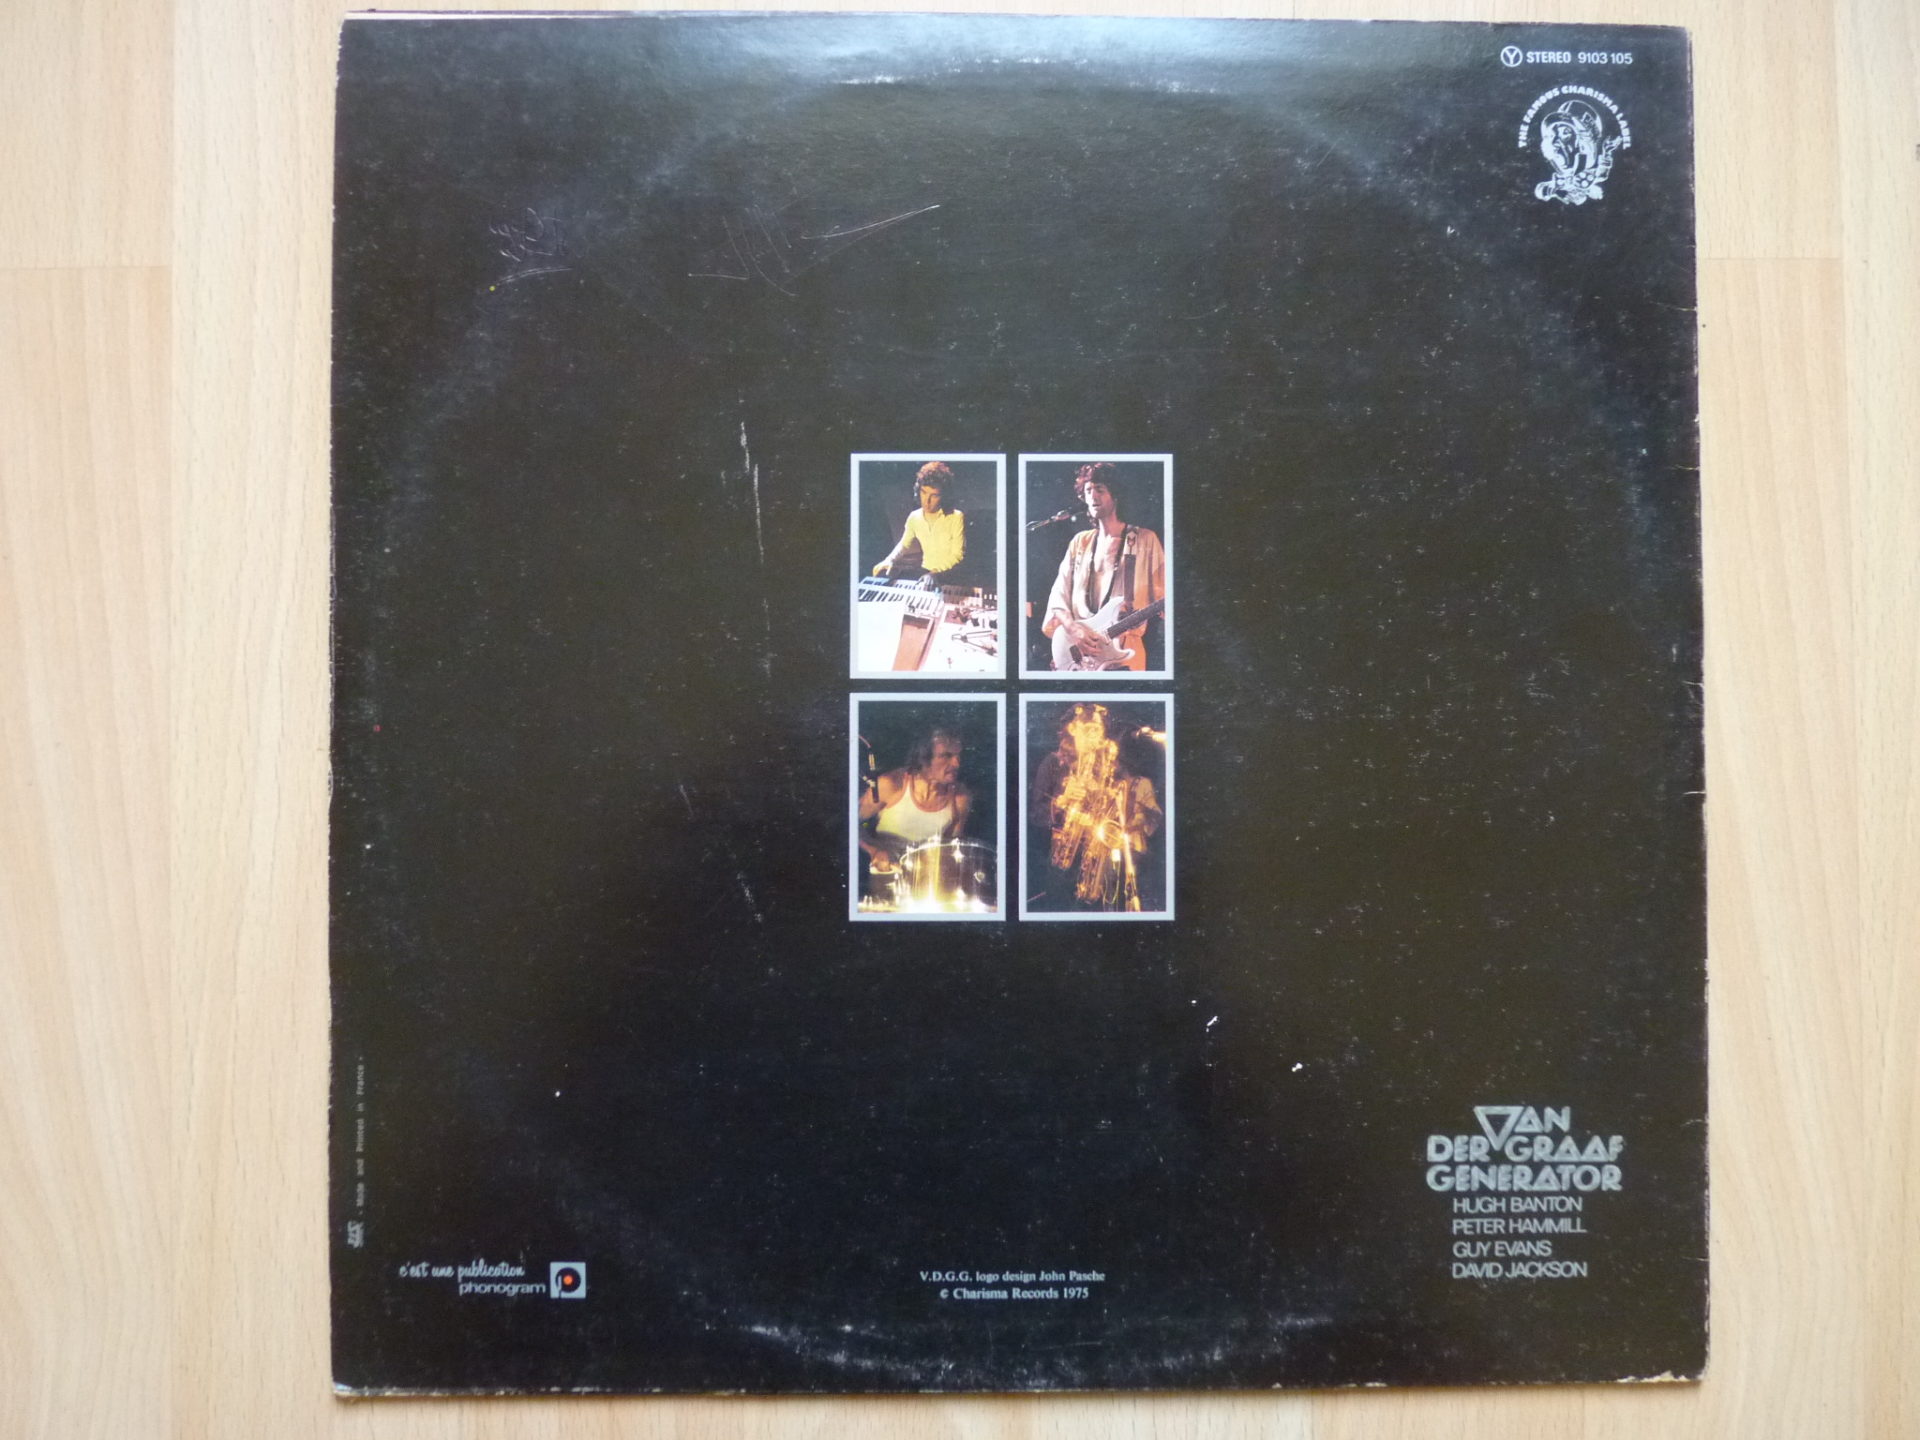 Y STEREO 9103 105
THE FAMOUS CHARISMA LABEL
VAN
DER GRAAF
GENERATOR
HUGH BANTON
PETER HAMMILL
GUY EVANS
DAVID JACKSON
Made and Printed in France
c'est une publication
phonogram
V.D.G.G. logo design John Pasche
© Charisma Records 1975